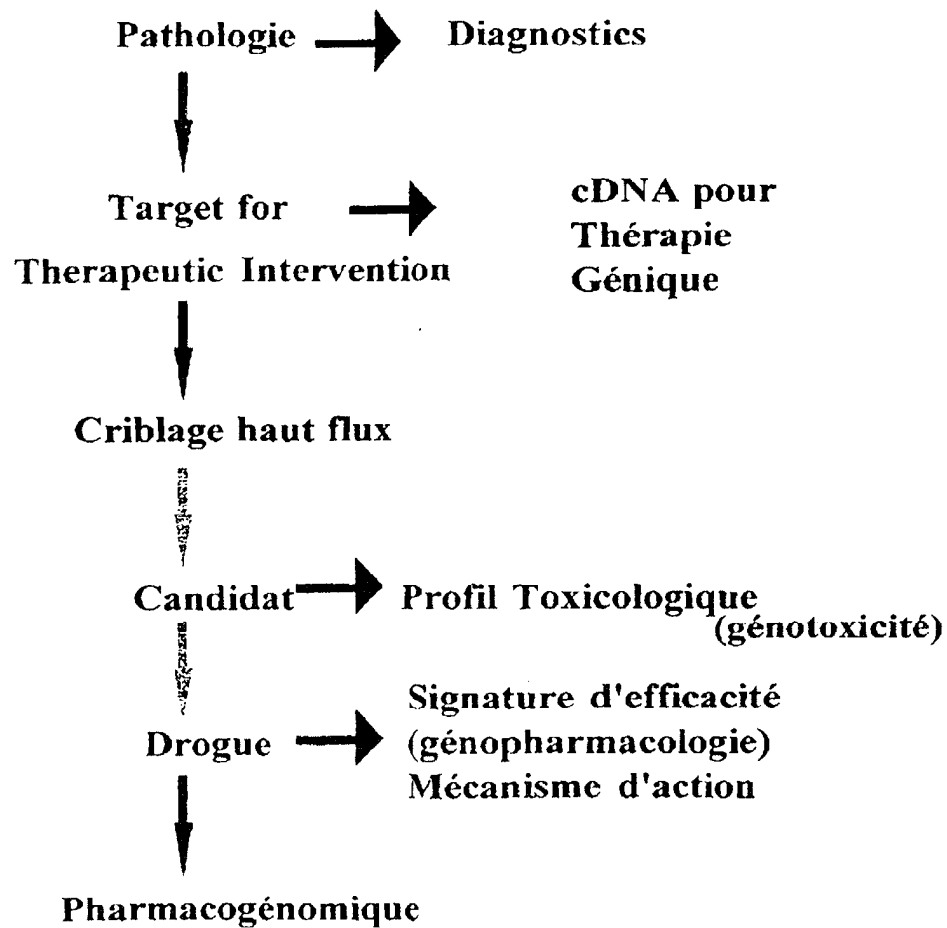 Pathologie
Diagnostics
Target for
Therapeutic Intervention
cDNA pour
Thérapie
Génique
Criblage haut flux
Candidat
Profil Toxicologique
(génotoxicité)
Drogue
Signature d'efficacité
(génopharmacologie)
Mécanisme d'action
Pharmacogénomique